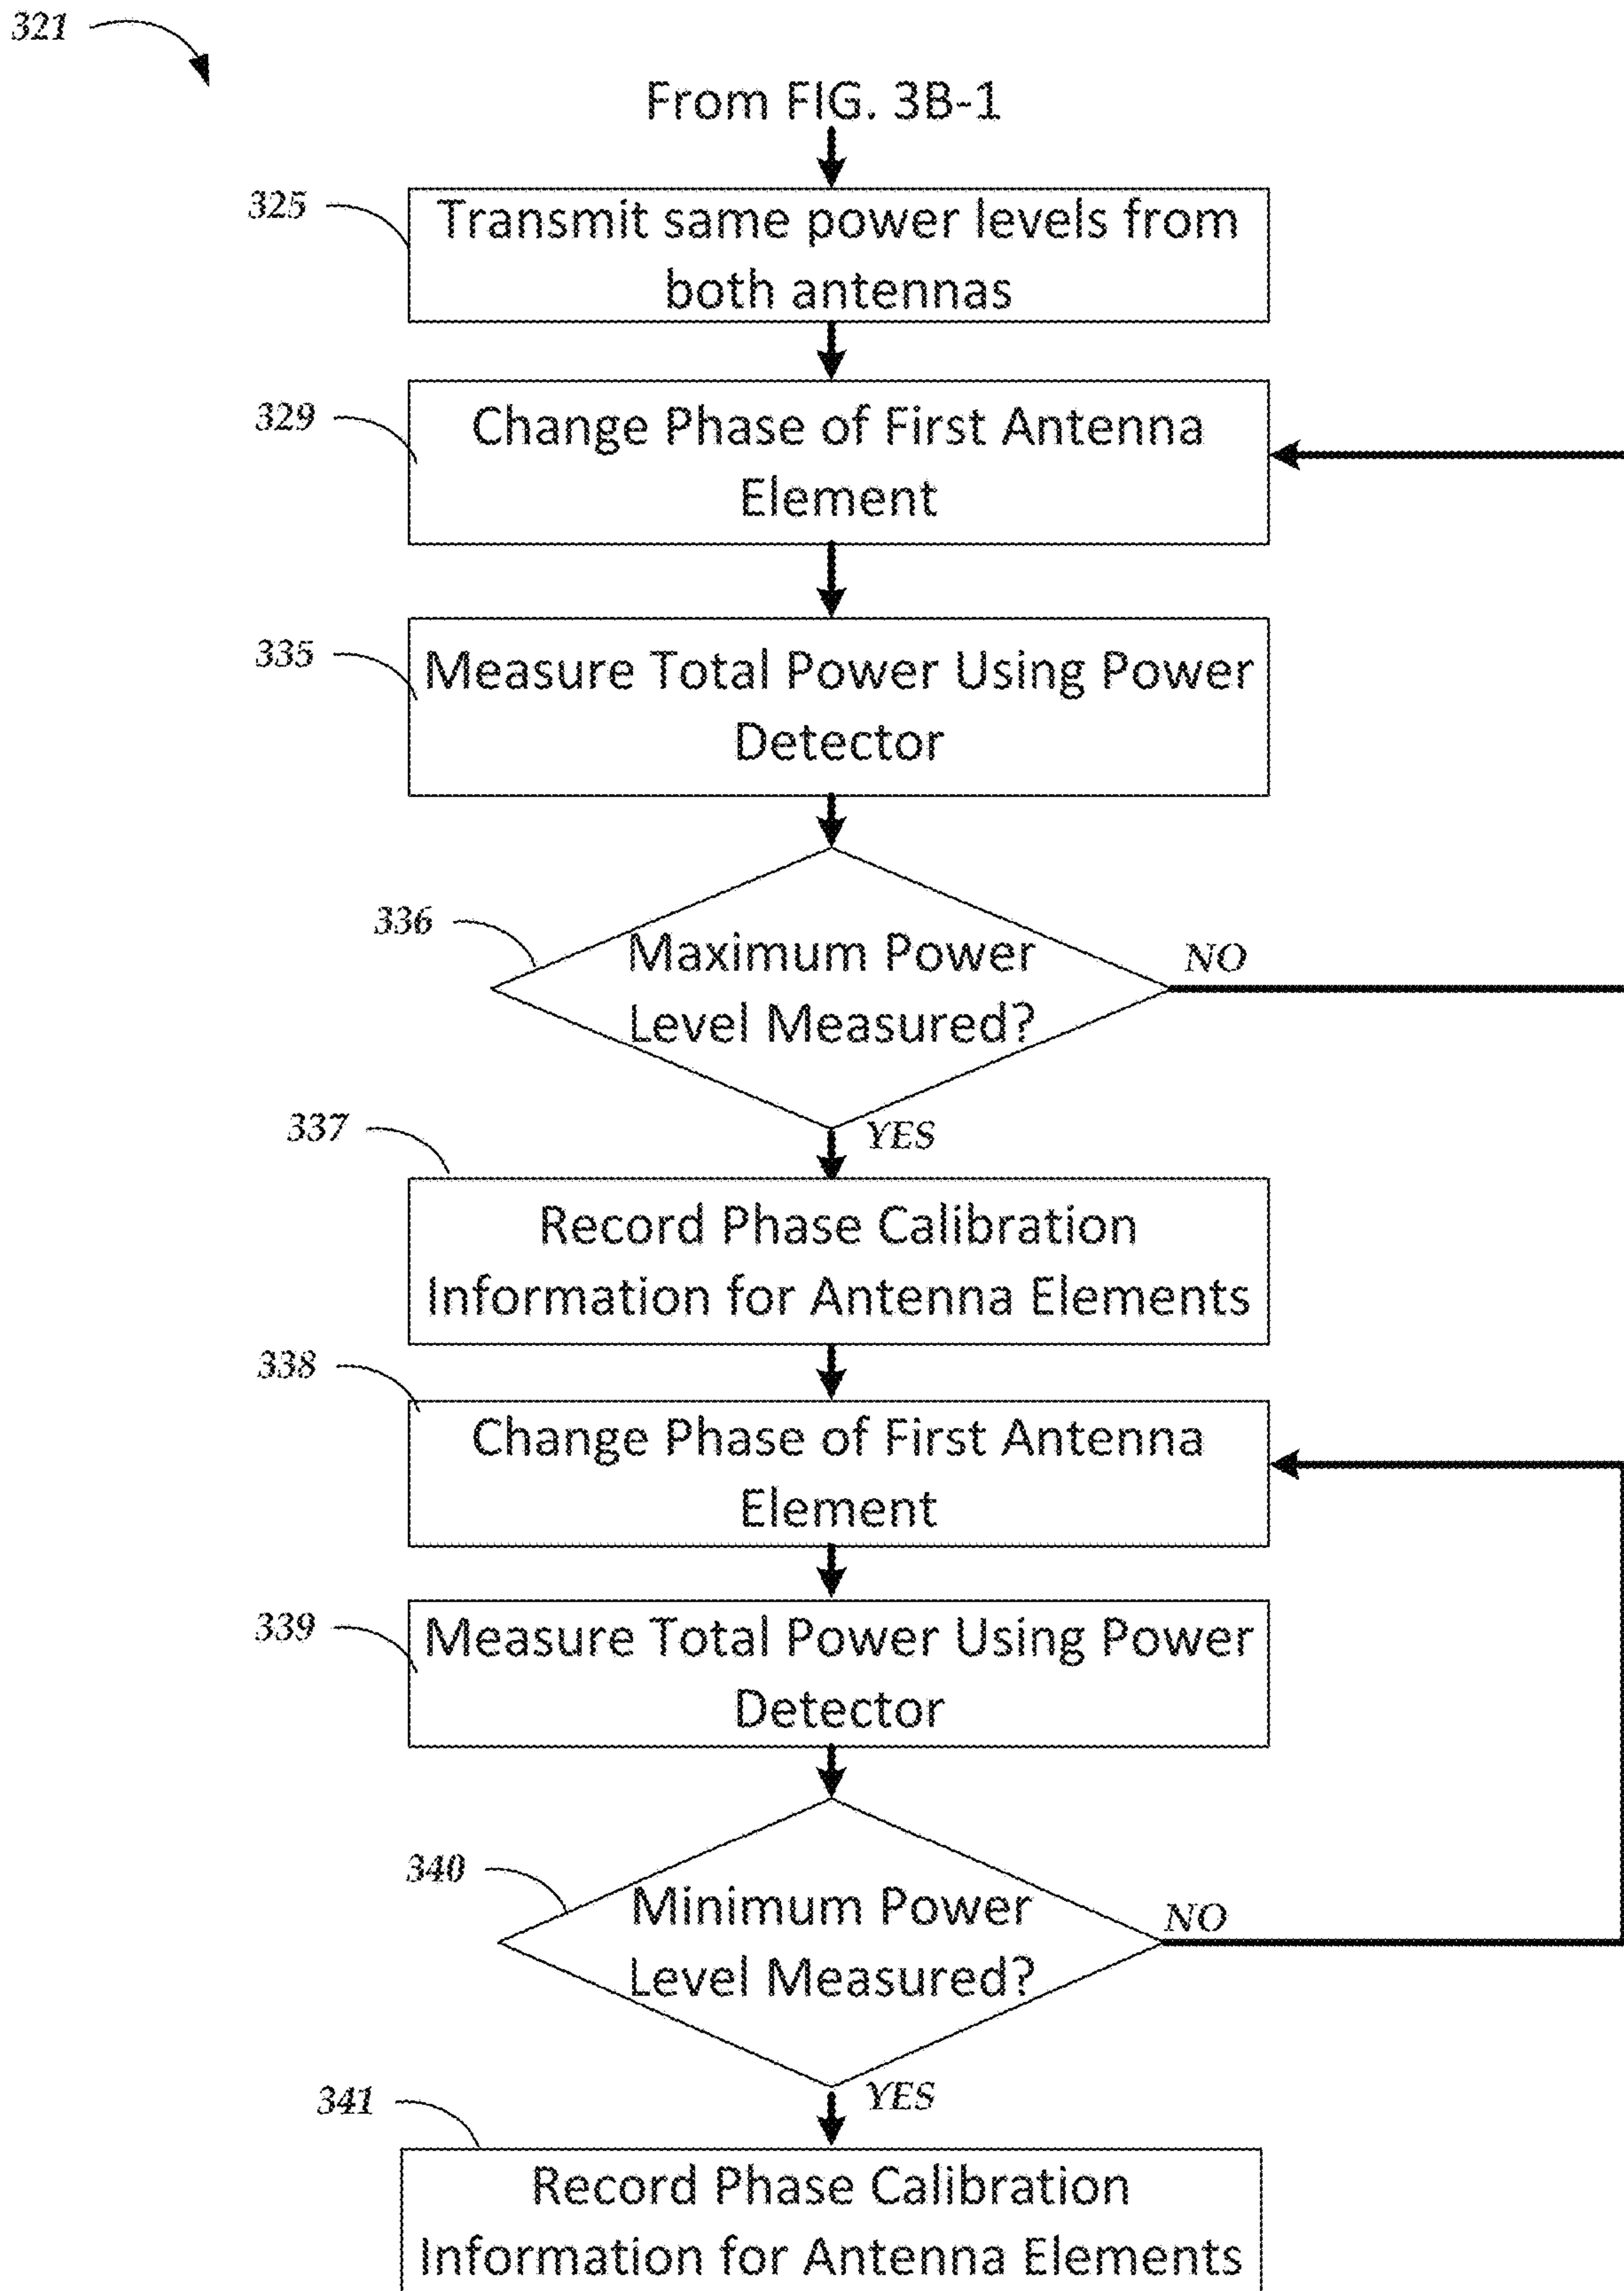 321
From FIG. 3B-1
325
Transmit same power levels from
both antennas
329
Change Phase of First Antenna
Element
335
Measure Total Power Using Power
Detector
336
Maximum Power
Level Measured?
NO
YES
337
Record Phase Calibration
Information for Antenna Elements
338
Change Phase of First Antenna
Element
339
Measure Total Power Using Power
Detector
340
Minimum Power
Level Measured?
NO
YES
341
Record Phase Calibration
Information for Antenna Elements